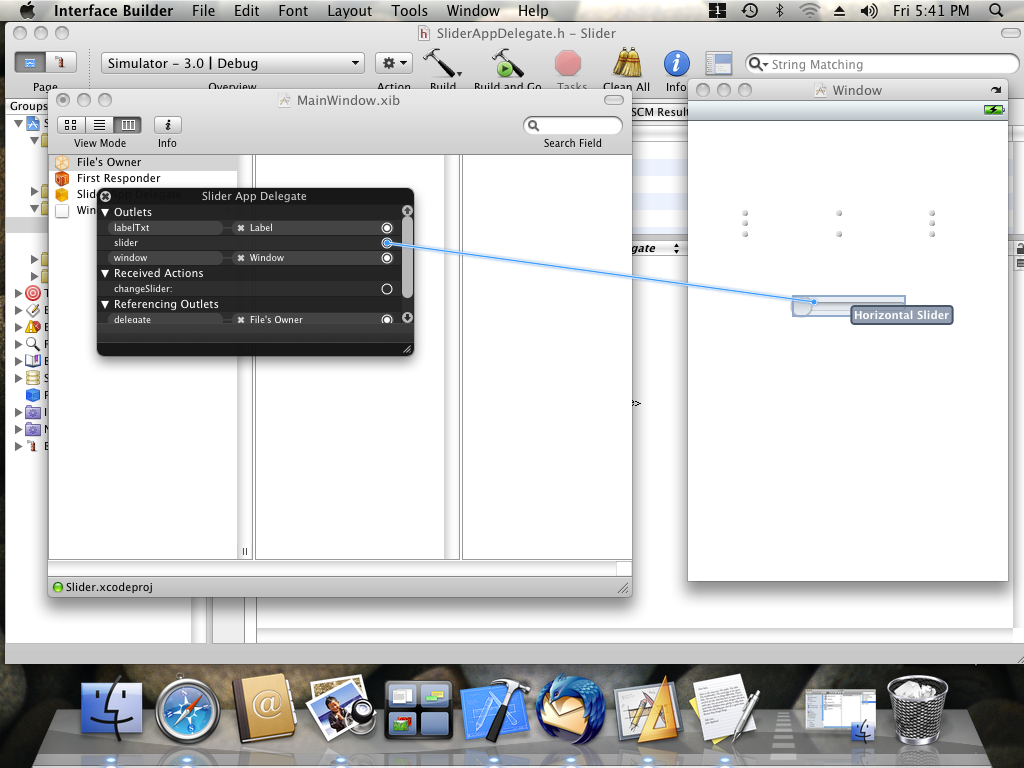 Interface Builder File Edit Font Layout Tools Window Help 1 Fri 5:41 PM
h SliderAppDelegate.h – Slider
Simulator – 3.0 | Debug
String Matching
Page Overview Build Build and Go Tasks Clean All Info
Groups
SCM Result
MainWindow.xib
View Mode Info Search Field
File's Owner
First Responder
Slid
Win
Slider App Delegate
Outlets
labelTxt Label
slider
window Window
Received Actions
changeSlider:
Referencing Outlets
delegate File's Owner
Slider.xcodeproj
gate
Window
Horizontal Slider